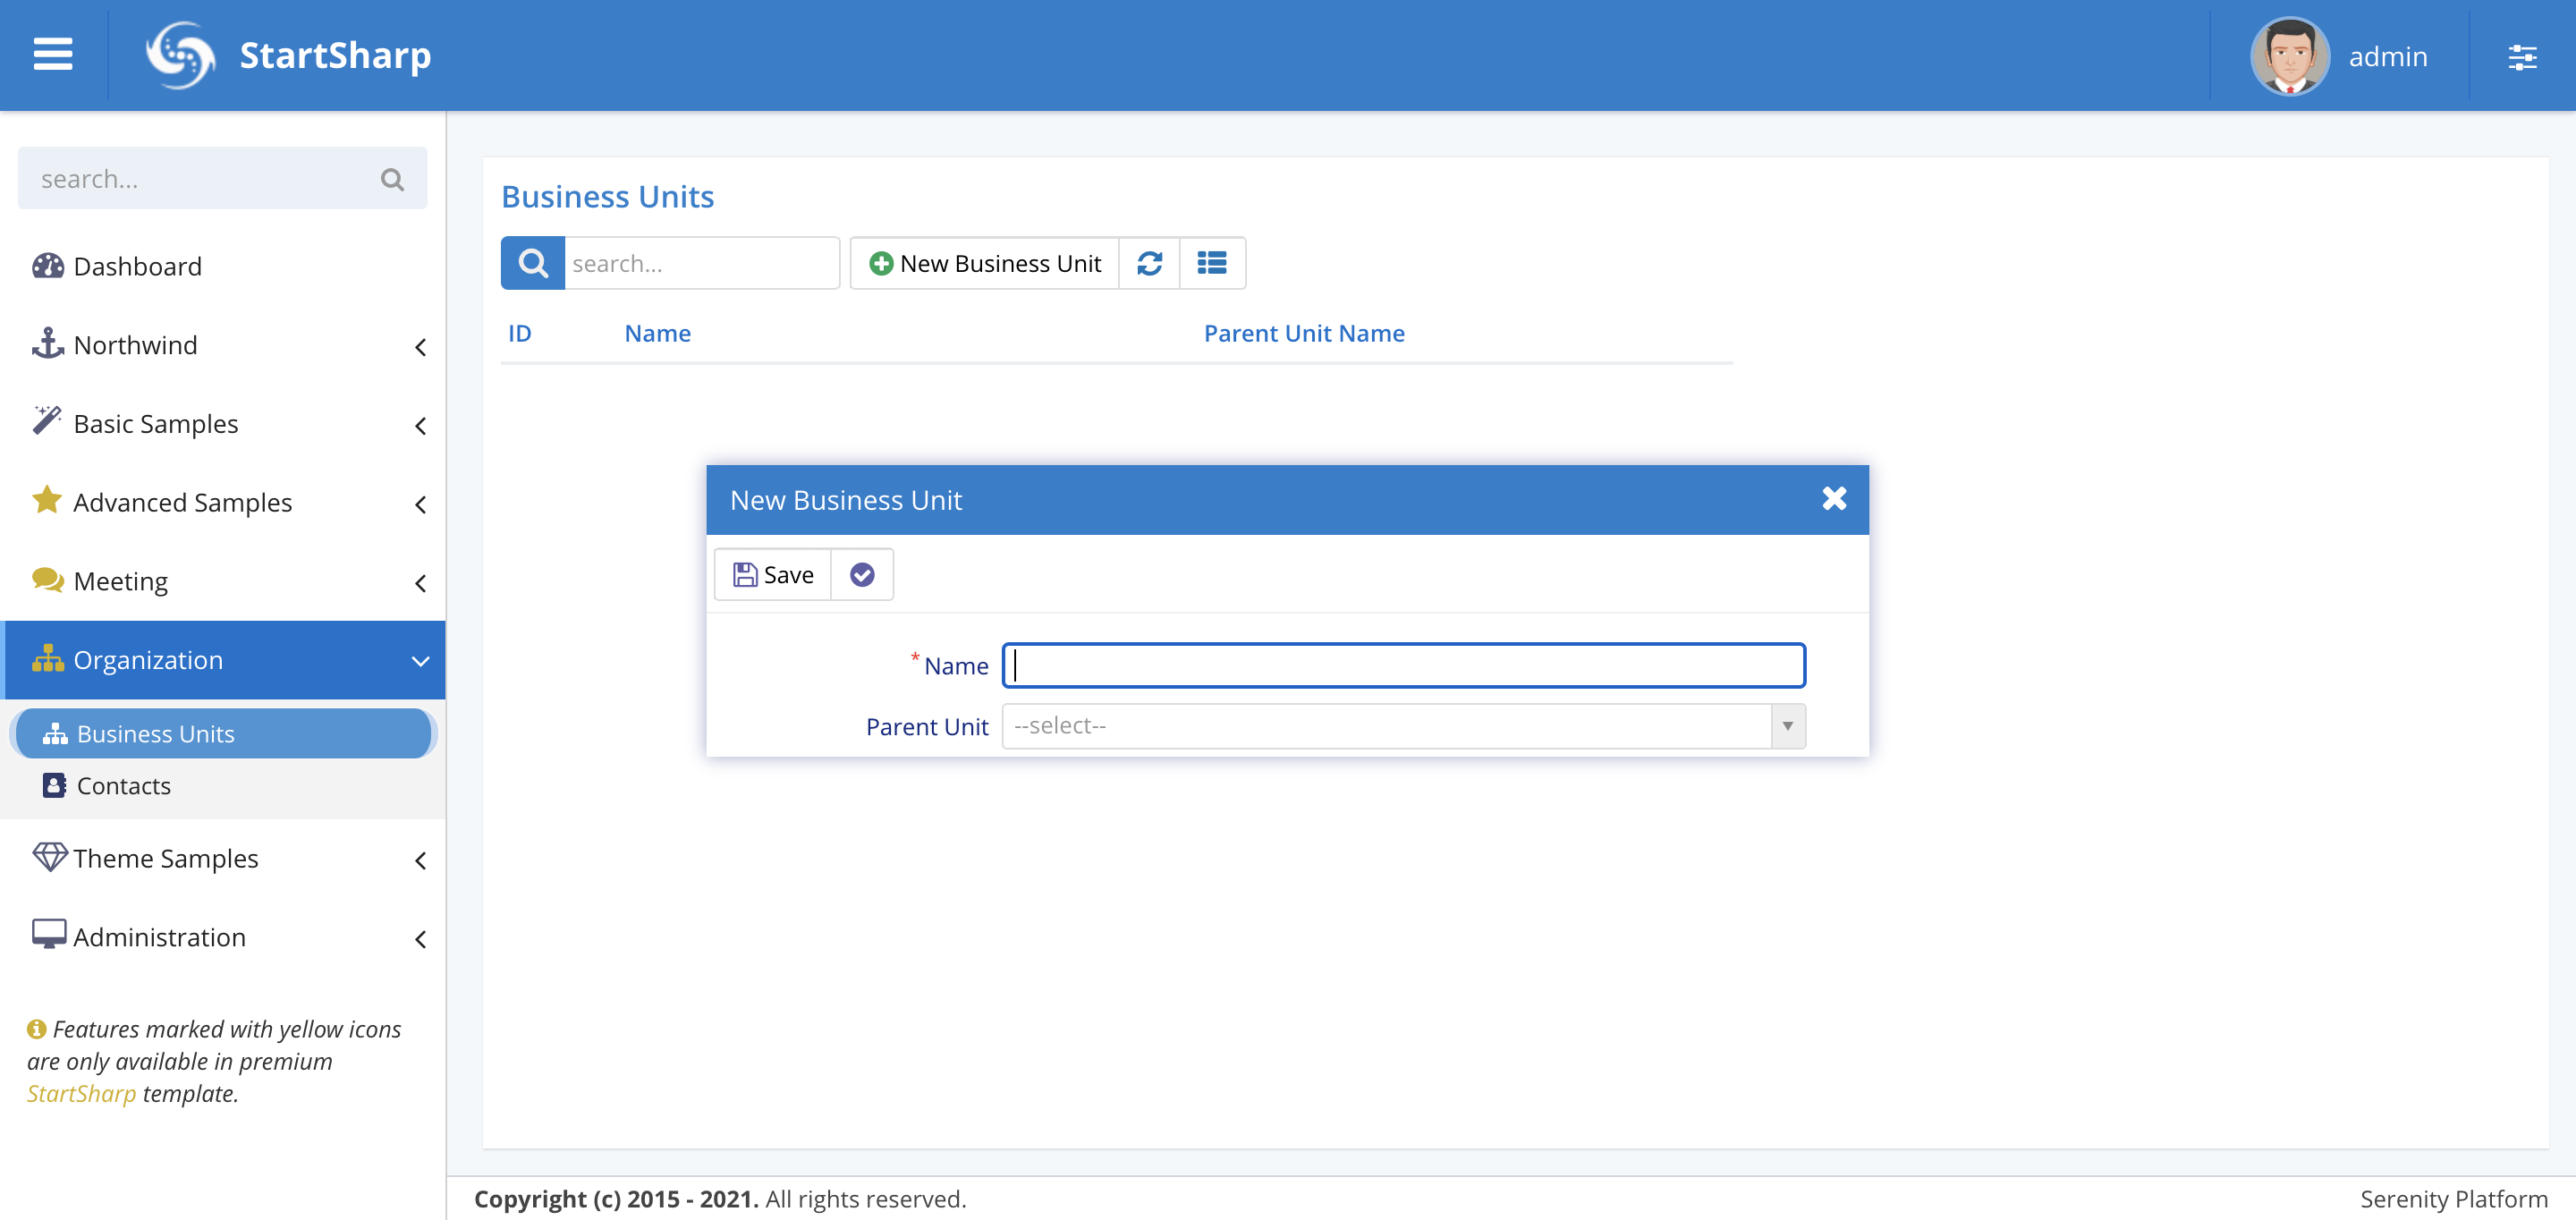 StartSharp
admin
search...
Dashboard
Northwind
Basic Samples
Advanced Samples
Meeting
Organization
Business Units
Contacts
Theme Samples
Administration
Features marked with yellow icons
are only available in premium
StartSharp template.
Business Units
search...
New Business Unit
ID Name Parent Unit Name
New Business Unit
Save
* Name
Parent Unit --select--
Copyright (c) 2015 - 2021. All rights reserved.
Serenity Platform